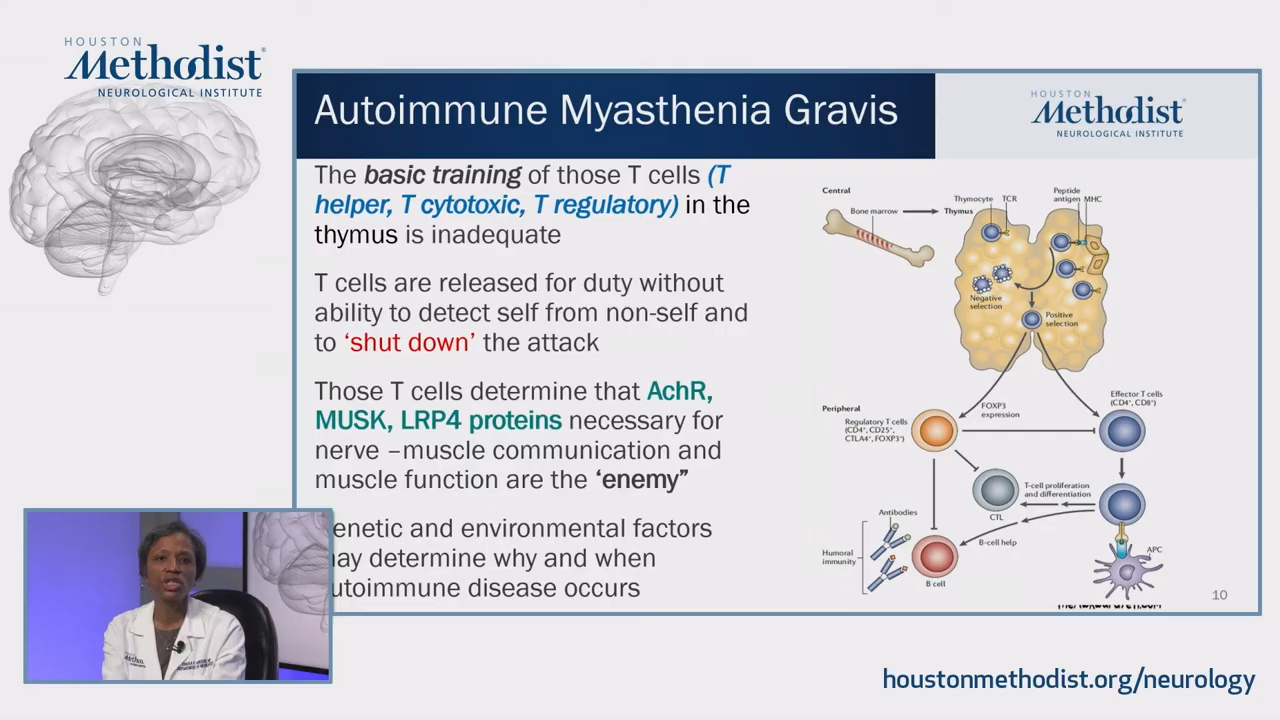 HOUSTON
Methodist
NEUROLOGICAL INSTITUTE
Autoimmune Myasthenia Gravis
HOUSTON
Methodist
NEUROLOGICAL INSTITUTE
The basic training of those T cells (T
helper, T cytotoxic, T regulatory) in the
thymus is inadequate
T cells are released for duty without
ability to detect self from non-self and
to ‘shut down’ the attack
Those T cells determine that AchR,
MUSK, LRP4 proteins necessary for
nerve –muscle communication and
muscle function are the ‘enemy”
enetic and environmental factors
ay determine why and when
utoimmune disease occurs
Central
Bone marrow
Thymus
Thymocyte
TCR
Peptide
antigen
MHC
Negative
selection
Positive
selection
Peripheral
Regulatory T cells
(CD4⁺, CD25⁺,
CTLA4⁺, FOXP3⁺)
FOXP3
expression
Effector T cells
(CD4⁺, CD8⁺)
T-cell proliferation
and differentiation
CTL
Antibodies
Humoral
immunity
B-cell help
B cell
APC
10
houstonmethodist.org/neurology